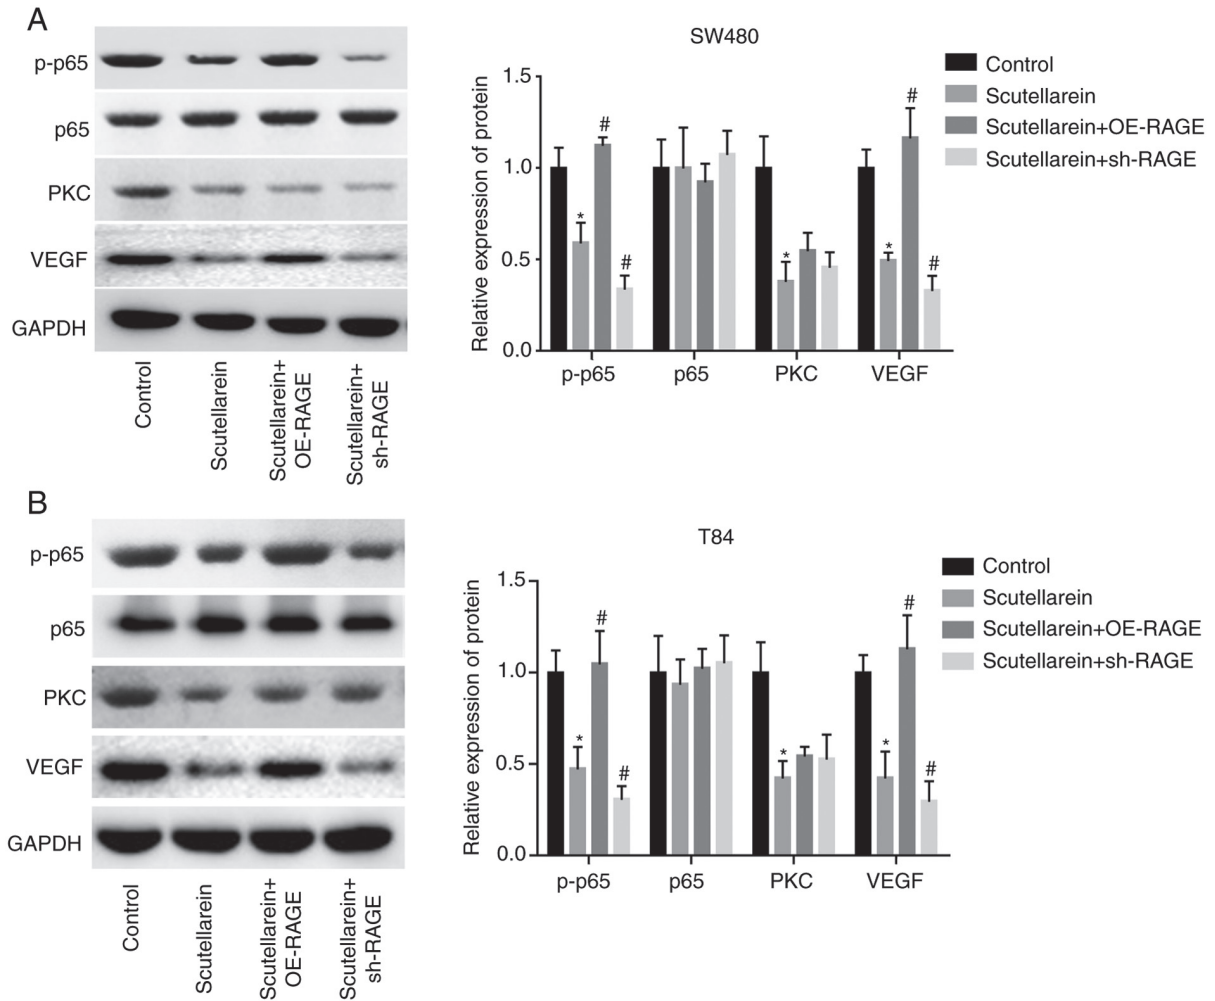 A
p-p65
p65
PKC
VEGF
GAPDH
Control
Scutellarein
Scutellarein+
OE-RAGE
Scutellarein+
sh-RAGE
SW480
Relative expression of protein
1.5
1.0
0.5
0.0
*
#
#
*
*
#
#
p-p65
p65
PKC
VEGF
Control
Scutellarein
Scutellarein+OE-RAGE
Scutellarein+sh-RAGE
B
p-p65
p65
PKC
VEGF
GAPDH
Control
Scutellarein
Scutellarein+
OE-RAGE
Scutellarein+
sh-RAGE
T84
Relative expression of protein
1.5
1.0
0.5
0.0
*
#
#
*
*
#
#
p-p65
p65
PKC
VEGF
Control
Scutellarein
Scutellarein+OE-RAGE
Scutellarein+sh-RAGE